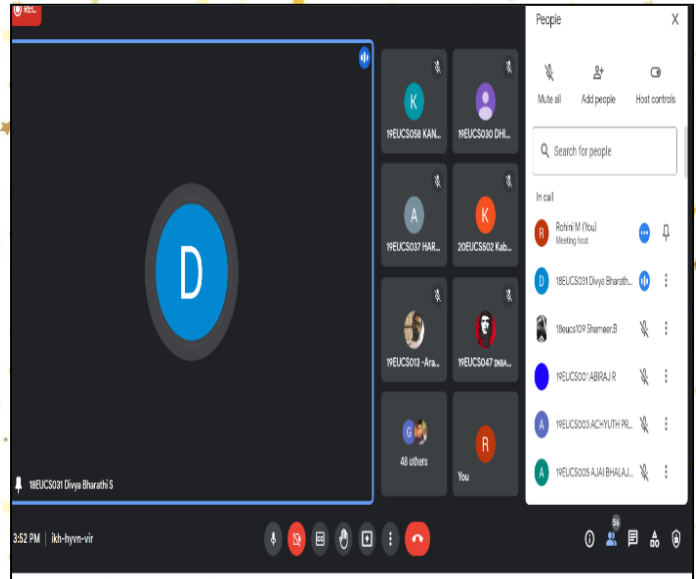 REC
D
18EUCS031 Divya Bharathi S
K
19EUCS058 KAN...
19EUCS030 DHI...
A
19EUCS037 HAR...
K
20EUCS502 Kab...
19EUCS013 -Ara...
19EUCS047 INBA...
G
48 others
R
You
People
X
Mute all
Add people
Host controls
Search for people
In call
R
Rohini M (You)
Meeting host
D
18EUCS031 Divya Bharath...
18eucs109 Shameer.B
19EUCS001 ABIRAJ R
A
19EUCS003 ACHYUTH PR...
A
19EUCS005 AJAI BHALAJ...
3:52 PM | ikh-hyvn-vir
56